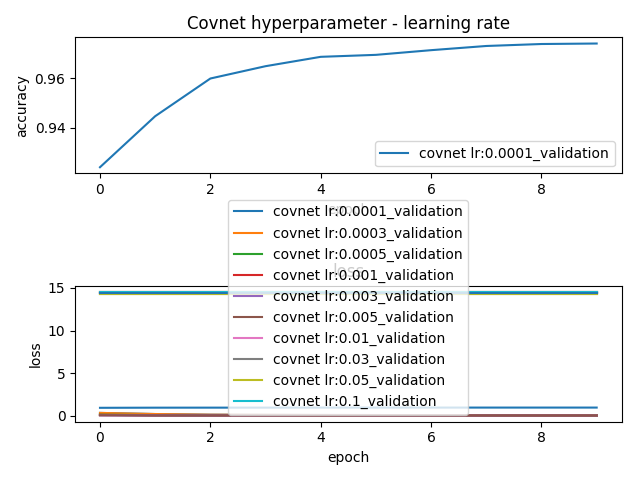 Covnet hyperparameter - learning rate
accuracy
0.96
0.94
covnet lr:0.0001_validation
0 2 4 6 8
covnet lr:0.0001_validation
covnet lr:0.0003_validation
covnet lr:0.0005_validation
covnet lr:0.001_validation
covnet lr:0.003_validation
covnet lr:0.005_validation
covnet lr:0.01_validation
covnet lr:0.03_validation
covnet lr:0.05_validation
covnet lr:0.1_validation
loss
loss
15
10
5
0
0 2 4 6 8
epoch